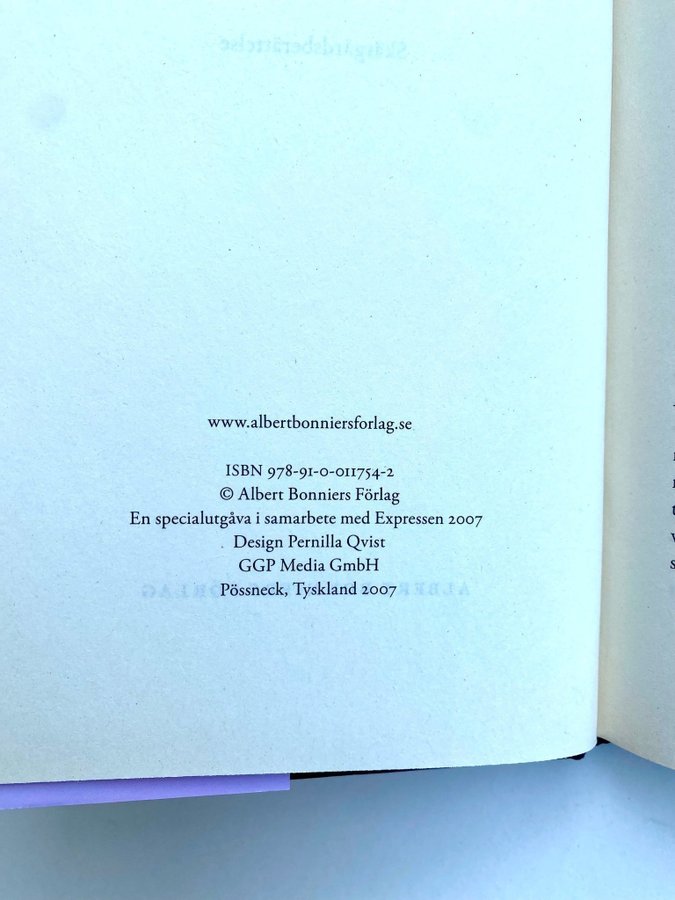 www.albertbonniersforlag.se
ISBN 978-91-0-011754-2
© Albert Bonniers Förlag
En specialutgåva i samarbete med Expressen 2007
Design Pernilla Qvist
GGP Media GmbH
Pössneck, Tyskland 2007